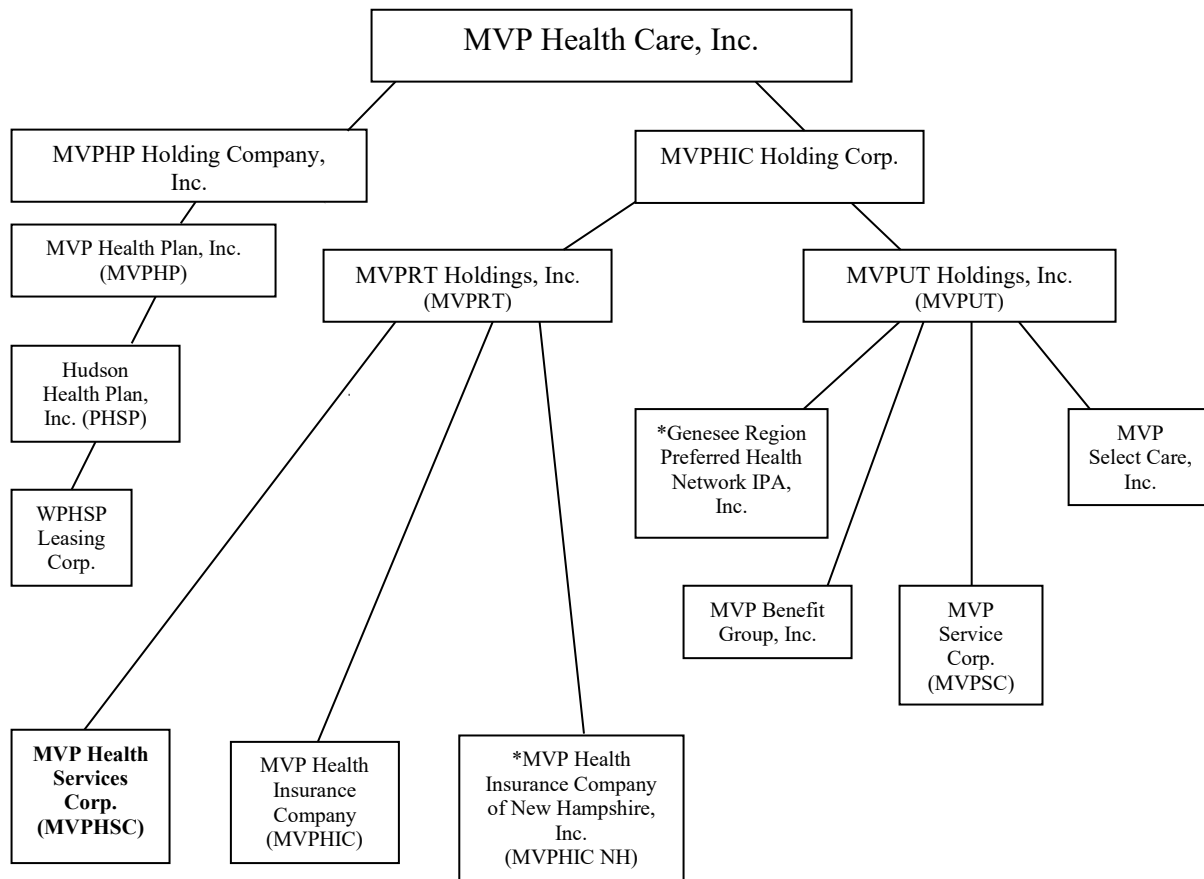 MVP Health Care, Inc.
MVPHP Holding Company,
Inc.
MVPHIC Holding Corp.
MVP Health Plan, Inc.
(MVPHP)
MVPRT Holdings, Inc.
(MVPRT)
MVPUT Holdings, Inc.
(MVPUT)
Hudson
Health Plan,
Inc. (PHSP)
*Genesee Region
Preferred Health
Network IPA,
Inc.
MVP
Select Care,
Inc.
WPHSP
Leasing
Corp.
MVP Benefit
Group, Inc.
MVP
Service
Corp.
(MVPSC)
MVP Health
Services
Corp.
(MVPHSC)
MVP Health
Insurance
Company
(MVPHIC)
*MVP Health
Insurance Company
of New Hampshire,
Inc.
(MVPHIC NH)